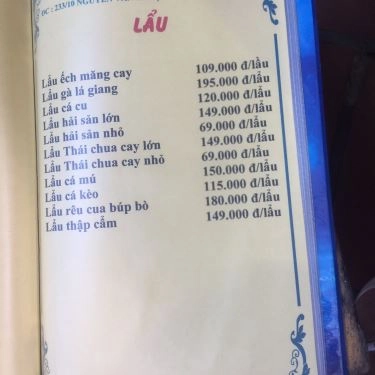 ĐC : 233/10 NGUYỄN
LẨU
Lẩu ếch măng cay 109.000 đ/lẩu
Lẩu gà lá giang 195.000 đ/lẩu
Lẩu cá cu 120.000 đ/lẩu
Lẩu hải sản lớn 149.000 đ/lẩu
Lẩu hải sản nhỏ 69.000 đ/lẩu
Lẩu Thái chua cay lớn 149.000 đ/lẩu
Lẩu Thái chua cay nhỏ 69.000 đ/lẩu
Lẩu cá mú 150.000 đ/lẩu
Lẩu cá kèo 115.000 đ/lẩu
Lẩu rêu cua búp bò 180.000 đ/lẩu
Lẩu thập cẩm 149.000 đ/lẩu